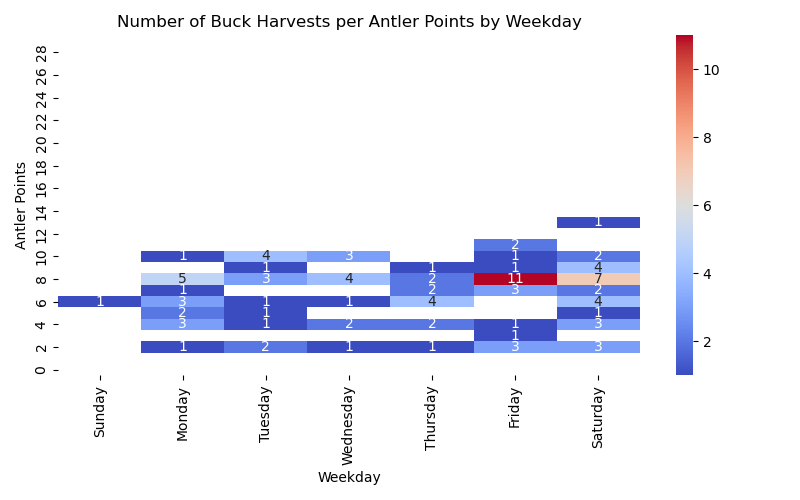 Number of Buck Harvests per Antler Points by Weekday
28
26
24
22
20
18
16
14
12
10
8
6
4
2
0
Antler Points
1
2
1 4 3 1 2
1 1 1 4
5 3 4 2 11 7
1 2 3 2
1 3 1 1 4 4
2 1 1
3 1 2 2 1 3
1
1 2 1 1 3 3
Sunday Monday Tuesday Wednesday Thursday Friday Saturday
Weekday
10
8
6
4
2